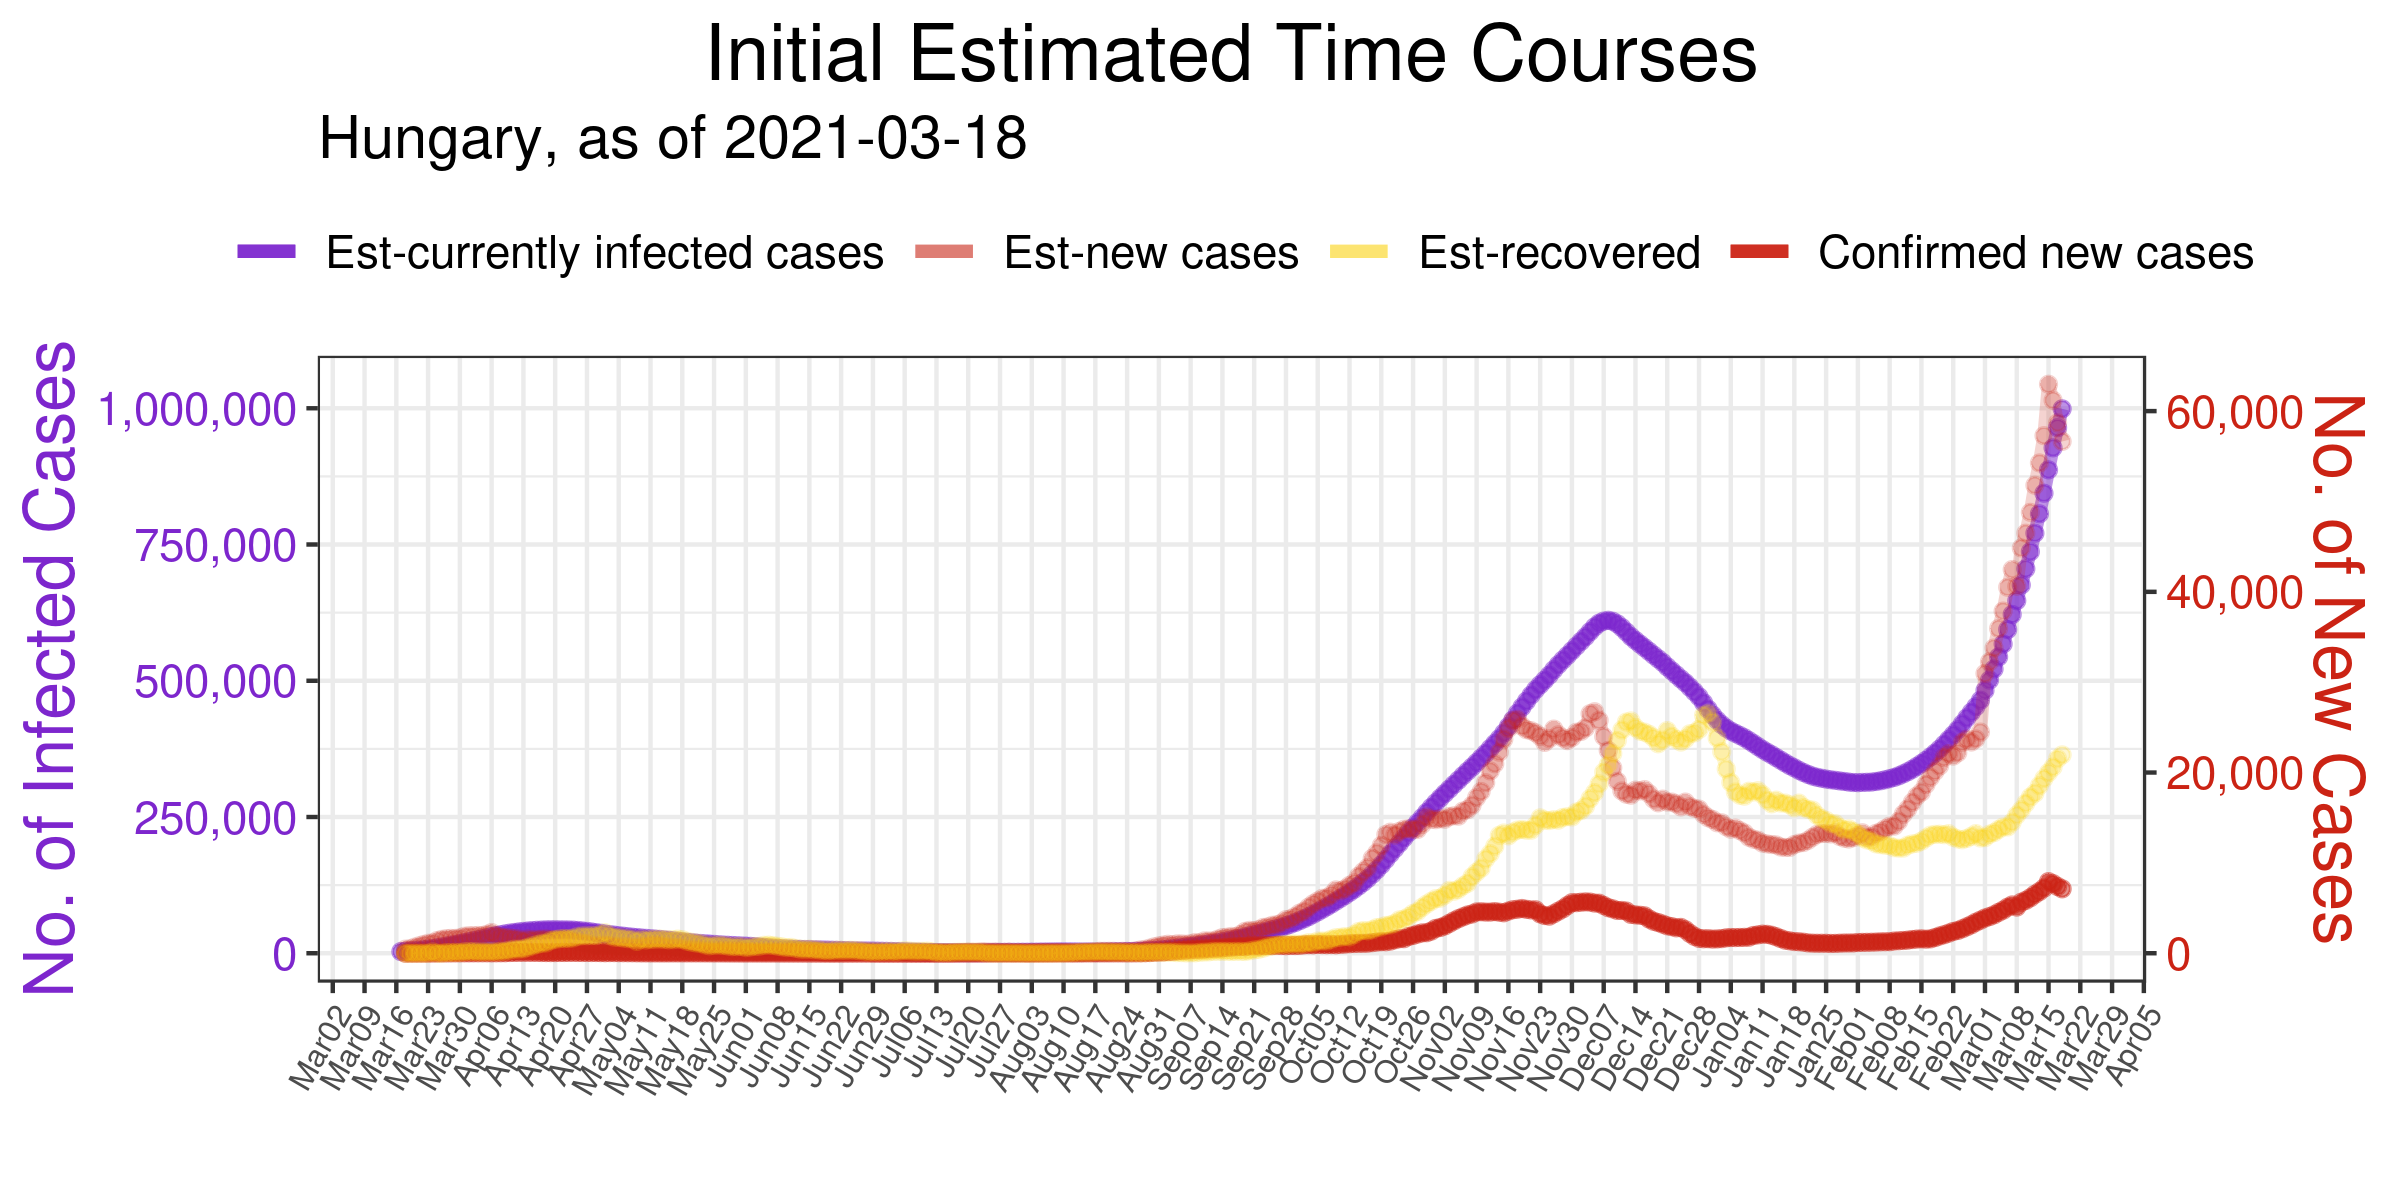 Initial Estimated Time Courses
Hungary, as of 2021-03-18
Est-currently infected cases
Est-new cases
Est-recovered
Confirmed new cases
No. of Infected Cases
1,000,000
750,000
500,000
250,000
0
60,000
40,000
20,000
0
No. of New Cases
Mar02
Mar09
Mar16
Mar23
Mar30
Apr06
Apr13
Apr20
Apr27
May04
May11
May18
May25
Jun01
Jun08
Jun15
Jun22
Jun29
Jul06
Jul13
Jul20
Jul27
Aug03
Aug10
Aug17
Aug24
Aug31
Sep07
Sep14
Sep21
Sep28
Oct05
Oct12
Oct19
Oct26
Nov02
Nov09
Nov16
Nov23
Nov30
Dec07
Dec14
Dec21
Dec28
Dec04
Jan11
Jan18
Jan25
Feb01
Feb08
Feb15
Feb22
Mar01
Mar08
Mar15
Mar22
Mar29
Apr05